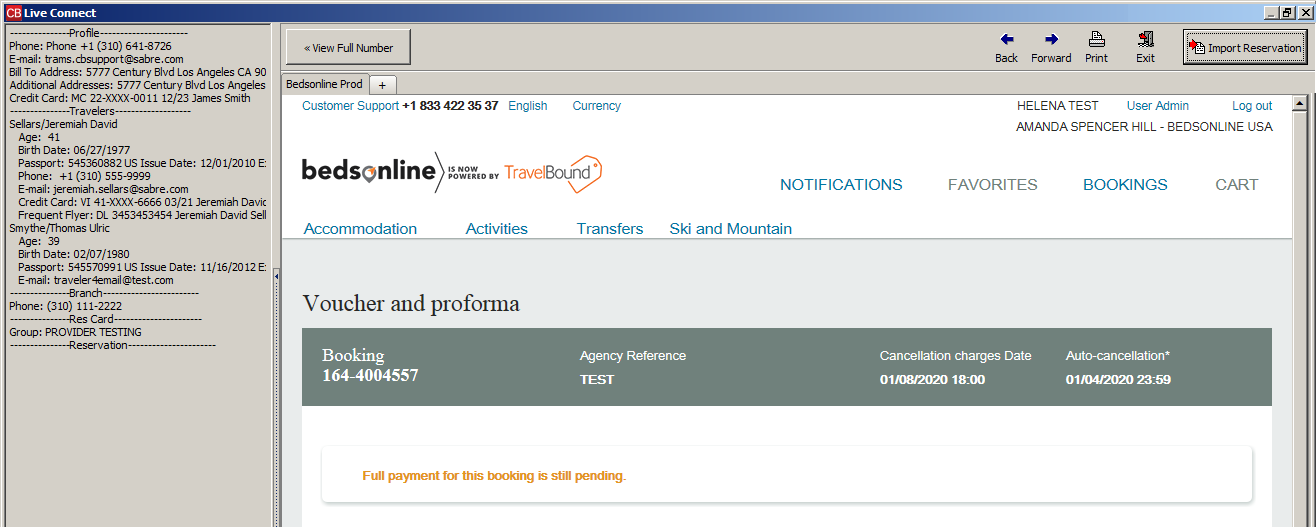 CB Live Connect
---------------Profile----------------------
Phone: Phone +1 (310) 641-8726
E-mail: trams.cbsupport@sabre.com
Bill To Address: 5777 Century Blvd Los Angeles CA 90
Additional Addresses: 5777 Century Blvd Los Angeles
Credit Card: MC 22-XXXX-0011 12/23 James Smith
---------------Travelers-------------------
Sellars/Jeremiah David
Age: 41
Birth Date: 06/27/1977
Passport: 545360882 US Issue Date: 12/01/2010 E
Phone: +1 (310) 555-9999
E-mail: jeremiah.sellars@sabre.com
Credit Card: VI 41-XXXX-6666 03/21 Jeremiah David
Frequent Flyer: DL 3453453454 Jeremiah David Sell
Smythe/Thomas Ulric
Age: 39
Birth Date: 02/07/1980
Passport: 545570991 US Issue Date: 11/16/2012 E
E-mail: traveler4email@test.com
---------------Branch------------------------
Phone: (310) 111-2222
---------------Res Card----------------------
Group: PROVIDER TESTING
---------------Reservation----------------------
« View Full Number
Back
Forward
Print
Exit
Import Reservation
Bedsonline Prod
+
Customer Support +1 833 422 35 37 English Currency
HELENA TEST User Admin Log out
AMANDA SPENCER HILL - BEDSONLINE USA
bedsonline IS NOW POWERED BY TravelBound
NOTIFICATIONS FAVORITES BOOKINGS CART
Accommodation Activities Transfers Ski and Mountain
Voucher and proforma
Booking Agency Reference Cancellation charges Date Auto-cancellation*
164-4004557 TEST 01/08/2020 18:00 01/04/2020 23:59
Full payment for this booking is still pending.